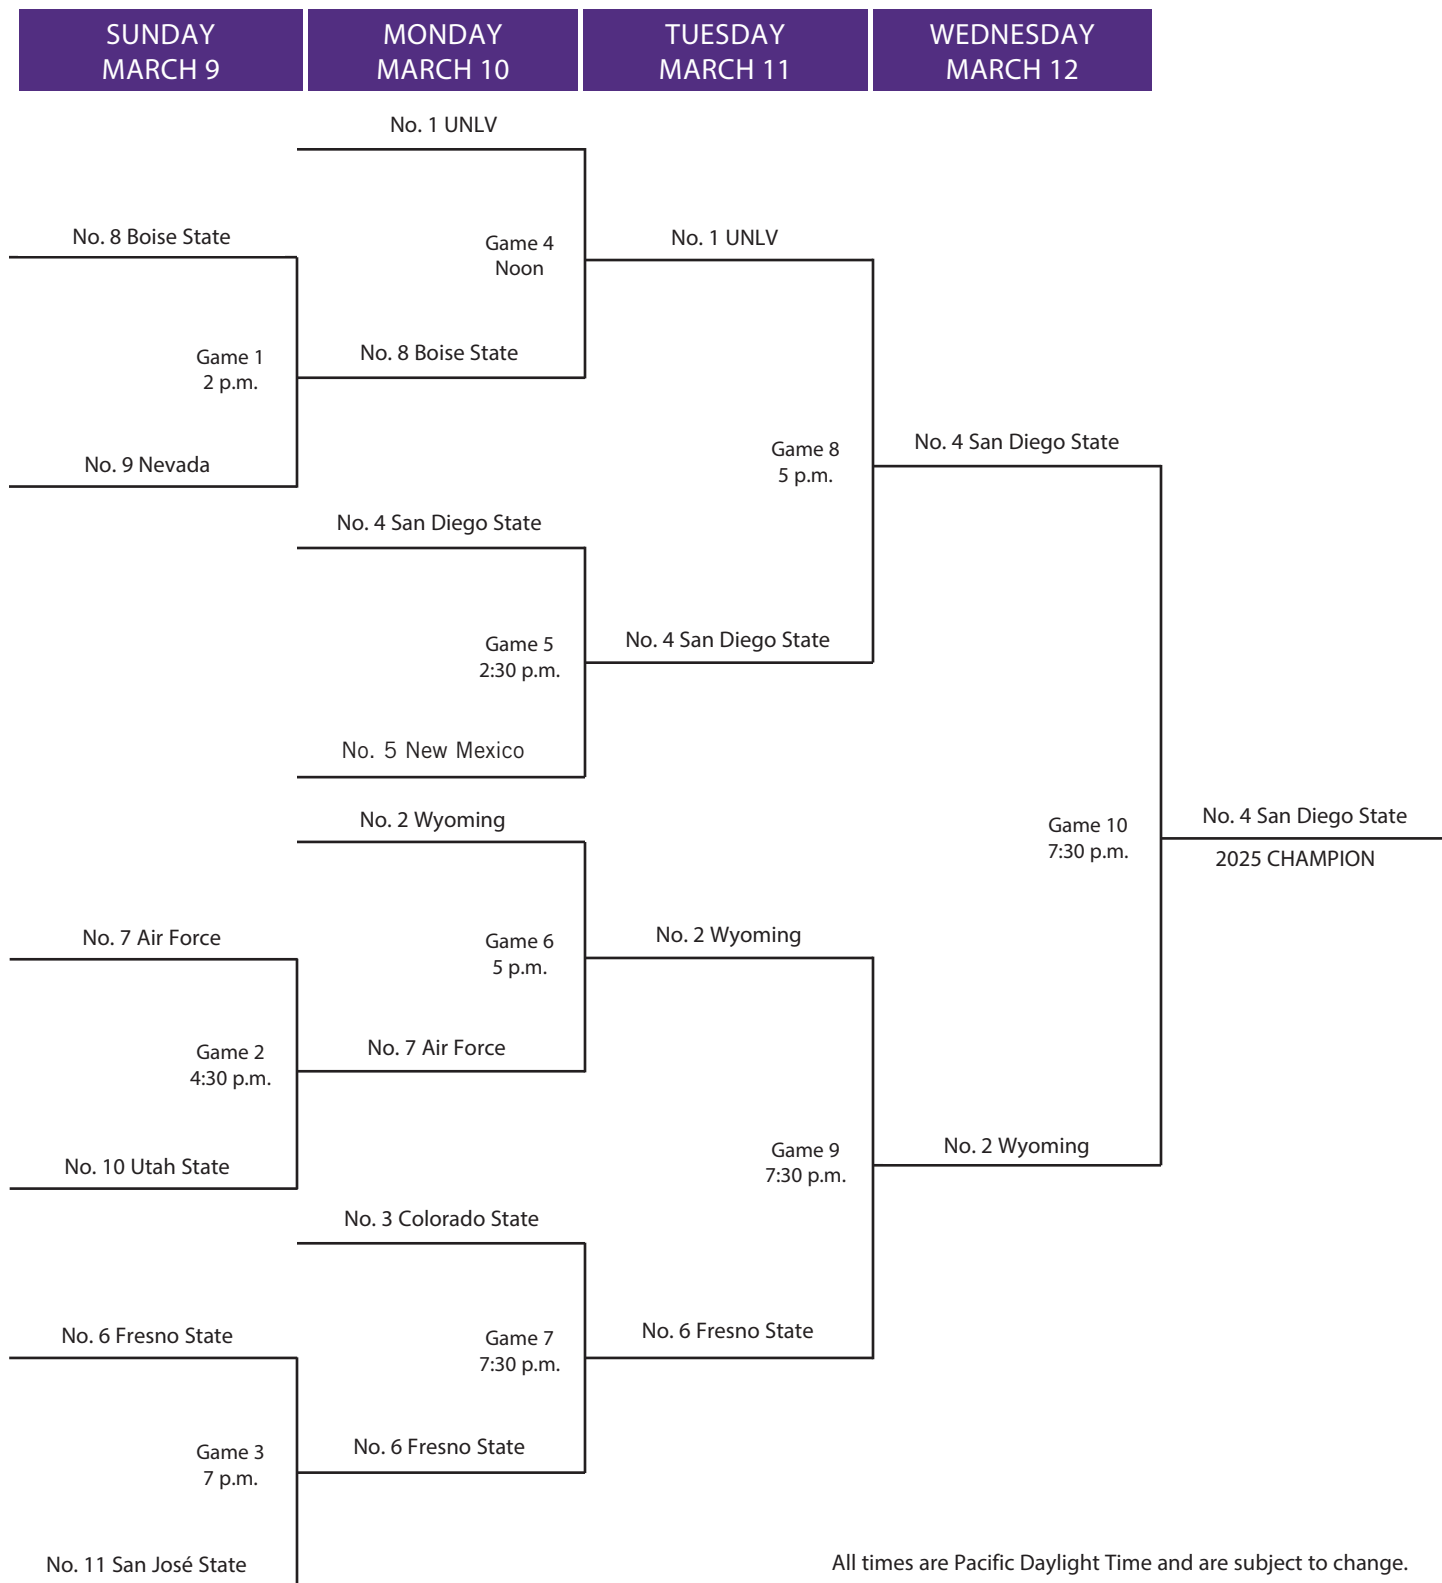 SUNDAY
MARCH 9
MONDAY
MARCH 10
TUESDAY
MARCH 11
WEDNESDAY
MARCH 12
No. 1 UNLV
No. 8 Boise State
Game 4
Noon
No. 1 UNLV
Game 1
2 p.m.
No. 8 Boise State
No. 9 Nevada
Game 8
5 p.m.
No. 4 San Diego State
No. 4 San Diego State
Game 5
2:30 p.m.
No. 4 San Diego State
No. 5 New Mexico
No. 2 Wyoming
Game 10
7:30 p.m.
No. 4 San Diego State
2025 CHAMPION
No. 7 Air Force
Game 6
5 p.m.
No. 2 Wyoming
Game 2
4:30 p.m.
No. 7 Air Force
No. 10 Utah State
Game 9
7:30 p.m.
No. 2 Wyoming
No. 3 Colorado State
No. 6 Fresno State
Game 7
7:30 p.m.
No. 6 Fresno State
Game 3
7 p.m.
No. 6 Fresno State
No. 11 San José State
All times are Pacific Daylight Time and are subject to change.